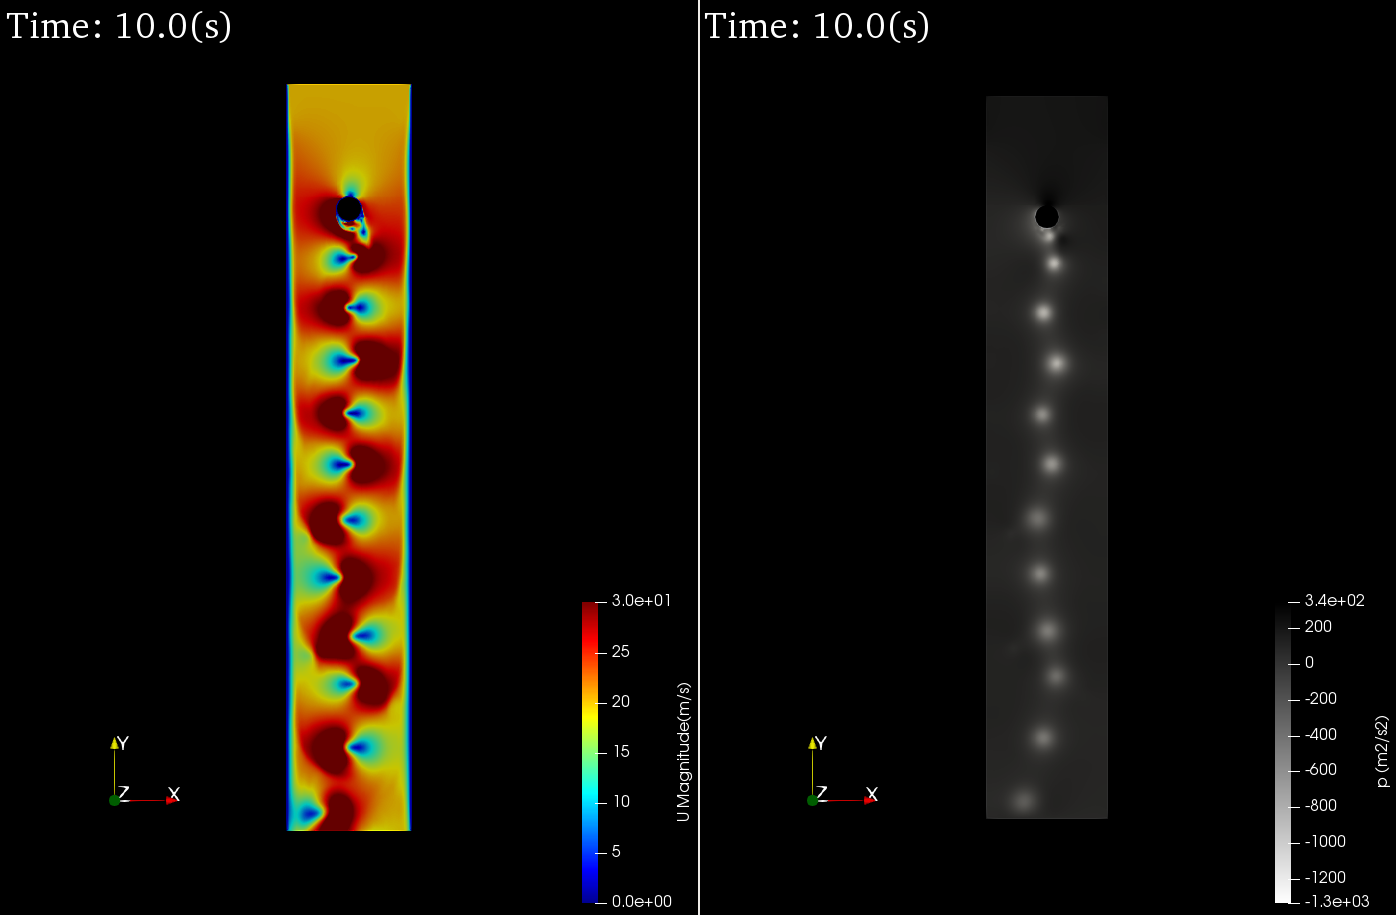 Time: 10.0(s)
Y
Z
X
3.0e+01
25
20
15
10
5
0.0e+00
U Magnitude(m/s)
Time: 10.0(s)
Y
Z
X
3.4e+02
200
0
-200
-400
-600
-800
-1000
-1200
-1.3e+03
p (m2/s2)